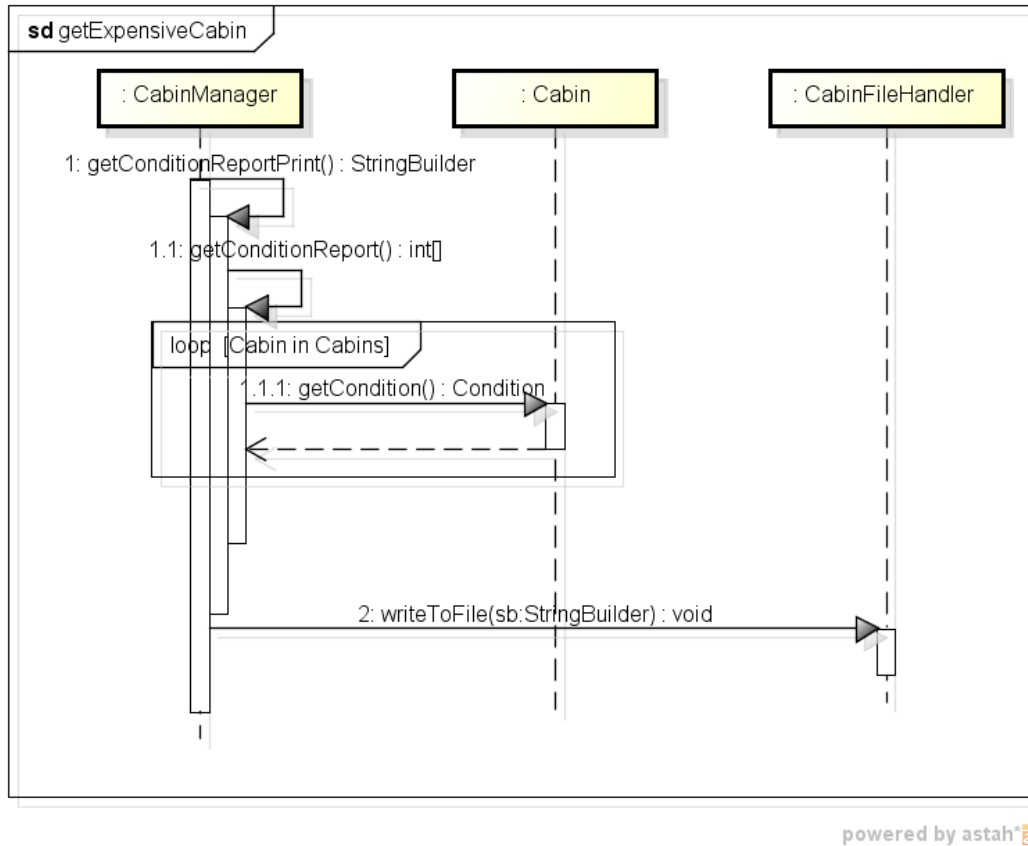 sd getExpensiveCabin
: CabinManager
: Cabin
: CabinFileHandler
1: getConditionReportPrint() : StringBuilder
1.1: getConditionReport() : int[]
loop [Cabin in Cabins]
1.1.1: getCondition() : Condition
2: writeToFile(sb:StringBuilder) : void
powered by astah*